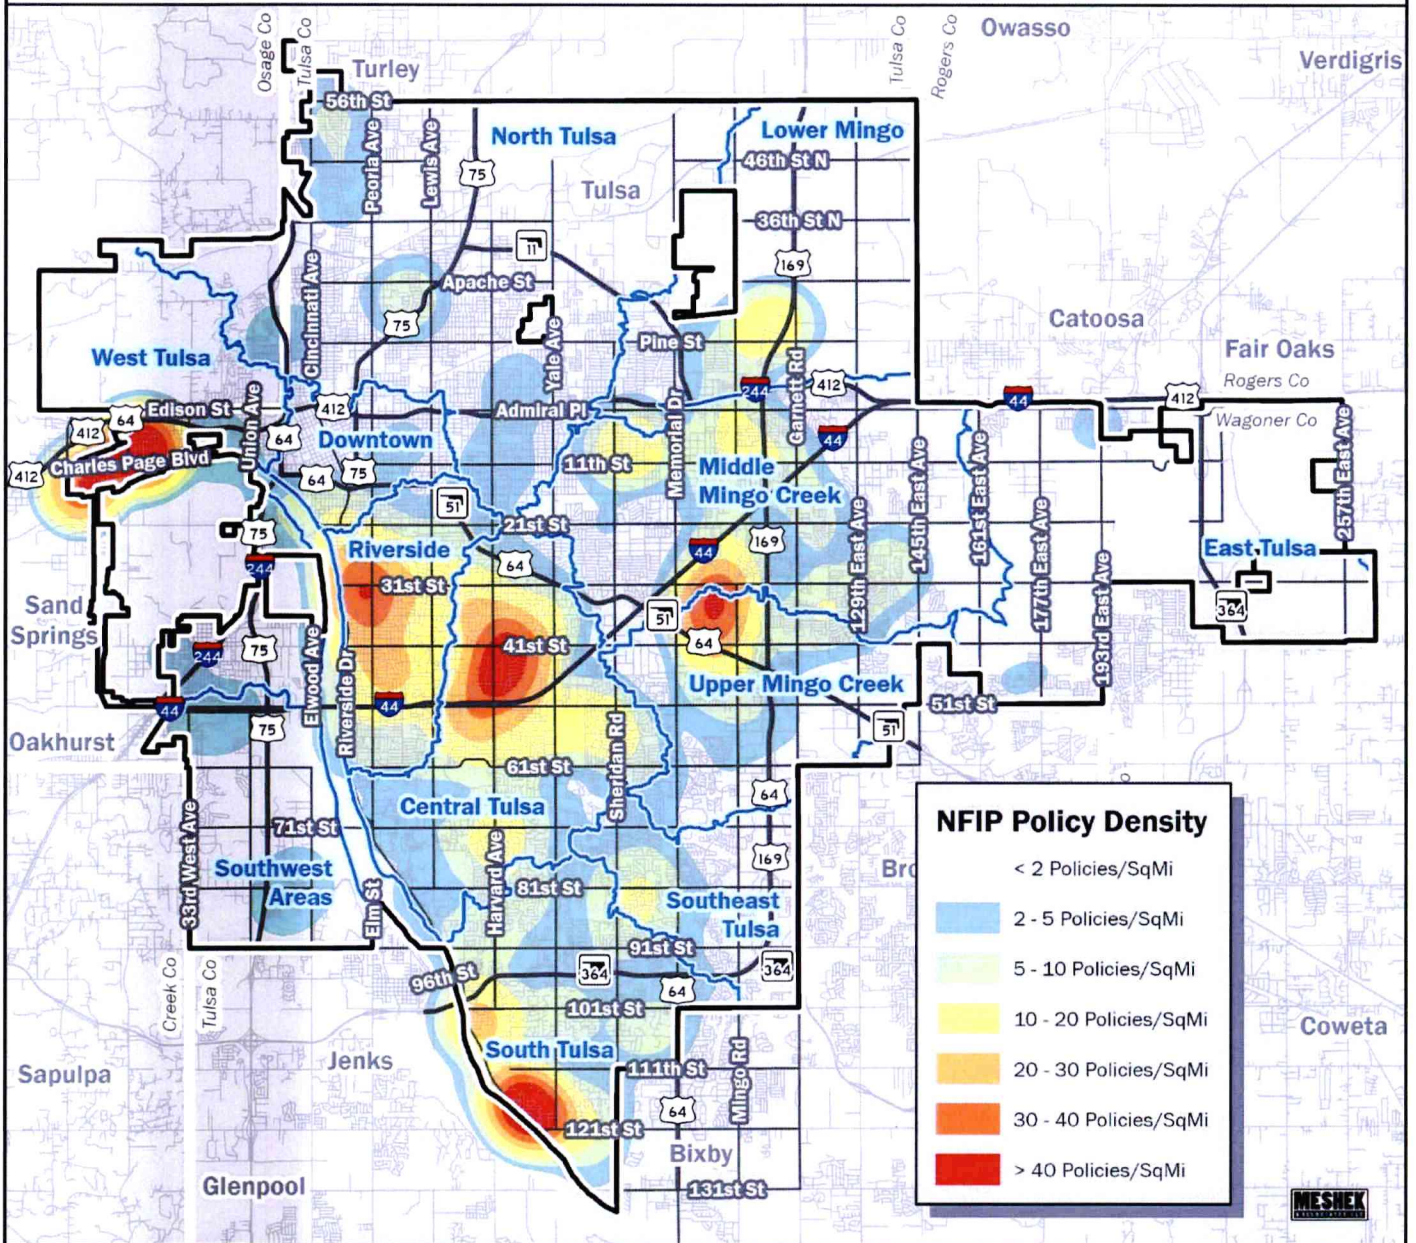 Osage Co
Tulsa Co
Turley
Tulsa Co
Rogers Co
Owasso
Verdigris
56th St
Peoria Ave
Lewis Ave
North Tulsa
Lower Mingo
46th St N
75
Tulsa
36th St N
11
169
Cincinnati Ave
Apache St
75
Catoosa
Yale Ave
Pine St
Fair Oaks
West Tulsa
Rogers Co
Union Ave
244
Garnett Rd
412
44
412
Edison St
412
Admiral Pl
Memorial Dr
Wagoner Co
64
412
64
Downtown
44
257th East Ave
Charles Page Blvd
11th St
Middle
Mingo Creek
412
64
75
51
145th East Ave
161st East Ave
75
21st St
129th East Ave
177th East Ave
Riverside
169
44
East Tulsa
244
64
31st St
193rd East Ave
Sand
Springs
51
364
244
75
Elwood Ave
41st St
64
Riverside Dr
Upper Mingo Creek
44
44
51st St
Oakhurst
75
Sheridan Rd
51
61st St
64
33rd West Ave
71st St
Central Tulsa
Harvard Ave
169
Southwest
Areas
Elm St
81st St
Southeast
Tulsa
Bro
91st St
Creek Co
Tulsa Co
96th St
364
364
64
101st St
Coweta
Jenks
South Tulsa
Mingo Rd
Sapulpa
111th St
64
121st St
Bixby
Glenpool
131st St
NFIP Policy Density
< 2 Policies/SqMi
2 - 5 Policies/SqMi
5 - 10 Policies/SqMi
10 - 20 Policies/SqMi
20 - 30 Policies/SqMi
30 - 40 Policies/SqMi
> 40 Policies/SqMi
MESHEK